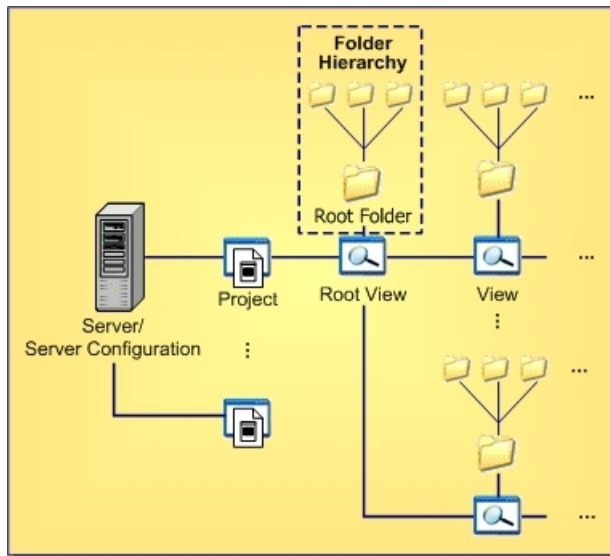 Folder
Hierarchy
...
Root Folder
...
Project
Root View
View
Server/
Server Configuration
...
...
...
...